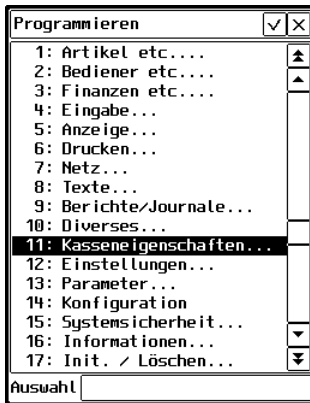 Programmieren
1: Artikel etc....
2: Bediener etc....
3: Finanzen etc....
4: Eingabe...
5: Anzeige...
6: Drucken...
7: Netz...
8: Texte...
9: Berichte/Journale...
10: Diverses...
11: Kasseneigenschaften...
12: Einstellungen...
13: Parameter...
14: Konfiguration
15: Systemsicherheit...
16: Informationen...
17: Init. / Löschen...
Auswahl